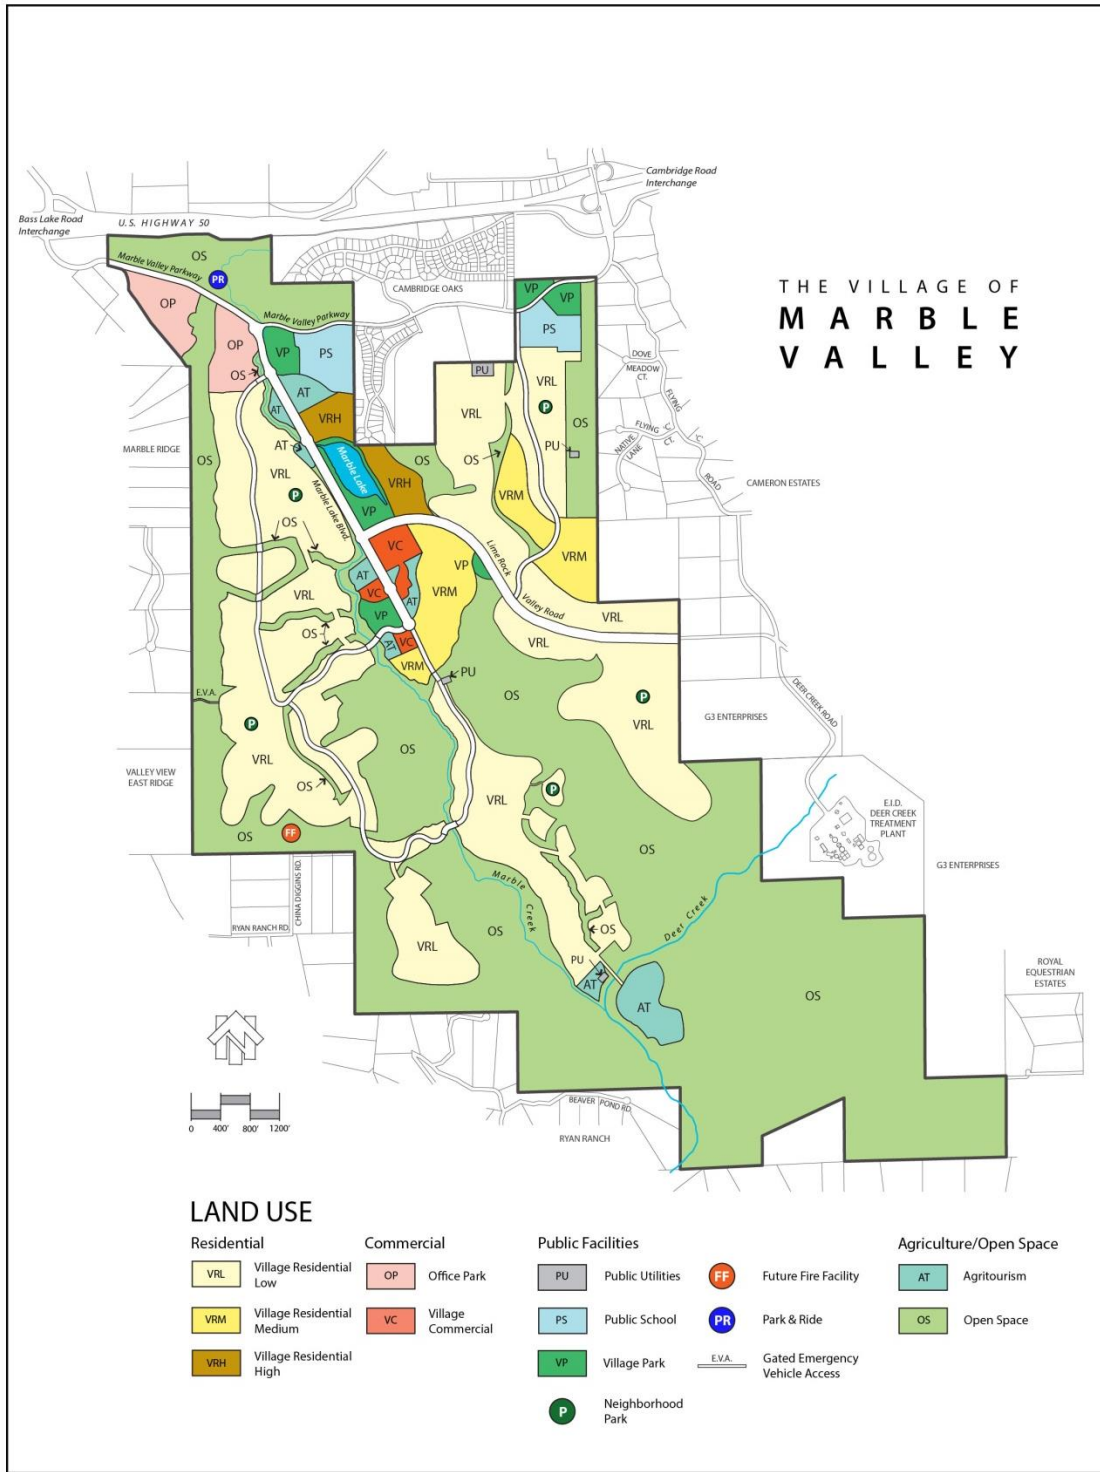 Cambridge Road
Interchange
Bass Lake Road
Interchange
U.S. HIGHWAY 50
OS
Marble Valley Parkway
PR
CAMBRIDGE OAKS
THE VILLAGE OF
MARBLE
VALLEY
VP
VP
OP
Marble Valley Parkway
PS
OP
VP
PS
DOVE
MEADOW
CT.
OS
PU
VRL
FLYING
C
ROAD
AT
AT
VRL
P
VRH
OS
FLYING
C CT.
NATIVE
LANE
MARBLE RIDGE
AT
OS
Marble Lake
OS
OS
PU
VRL
VRH
CAMERON ESTATES
P
Marble Lake Blvd.
VRM
VP
OS
VC
Lime Rock
VRM
AT
VP
VC
AT
VRM
VRL
Valley Road
VRL
VP
OS
VRL
AT
VC
VRM
PU
OS
DEER CREEK ROAD
E.V.A.
P
P
VRL
G3 ENTERPRISES
VRL
OS
VALLEY VIEW
EAST RIDGE
OS
VRL
P
E.I.D.
DEER CREEK
TREATMENT
PLANT
OS
FF
OS
G3 ENTERPRISES
CHINA DIGGINS RD.
Marble
Creek
Deer Creek
RYAN RANCH RD.
VRL
OS
OS
PU
AT
AT
OS
ROYAL
EQUESTRIAN
ESTATES
0 400' 800' 1200'
BEAVER POND RD.
RYAN RANCH
LAND USE
Residential
VRL Village Residential
Low
VRM Village Residential
Medium
VRH Village Residential
High
Commercial
OP Office Park
VC Village
Commercial
Public Facilities
PU Public Utilities
PS Public School
VP Village Park
P Neighborhood
Park
FF Future Fire Facility
PR Park & Ride
E.V.A. Gated Emergency
Vehicle Access
Agriculture/Open Space
AT Agritourism
OS Open Space